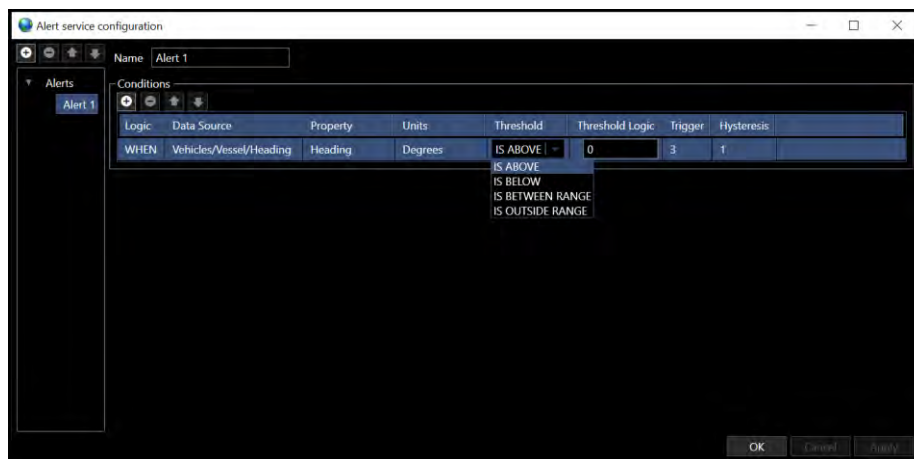 Alert service configuration
Name Alert 1
Alerts
Alert 1
Conditions
Logic Data Source Property Units Threshold Threshold Logic Trigger Hysteresis
WHEN Vehicles/Vessel/Heading Heading Degrees IS ABOVE 0 3 1
IS ABOVE
IS BELOW
IS BETWEEN RANGE
IS OUTSIDE RANGE
OK Cancel Apply